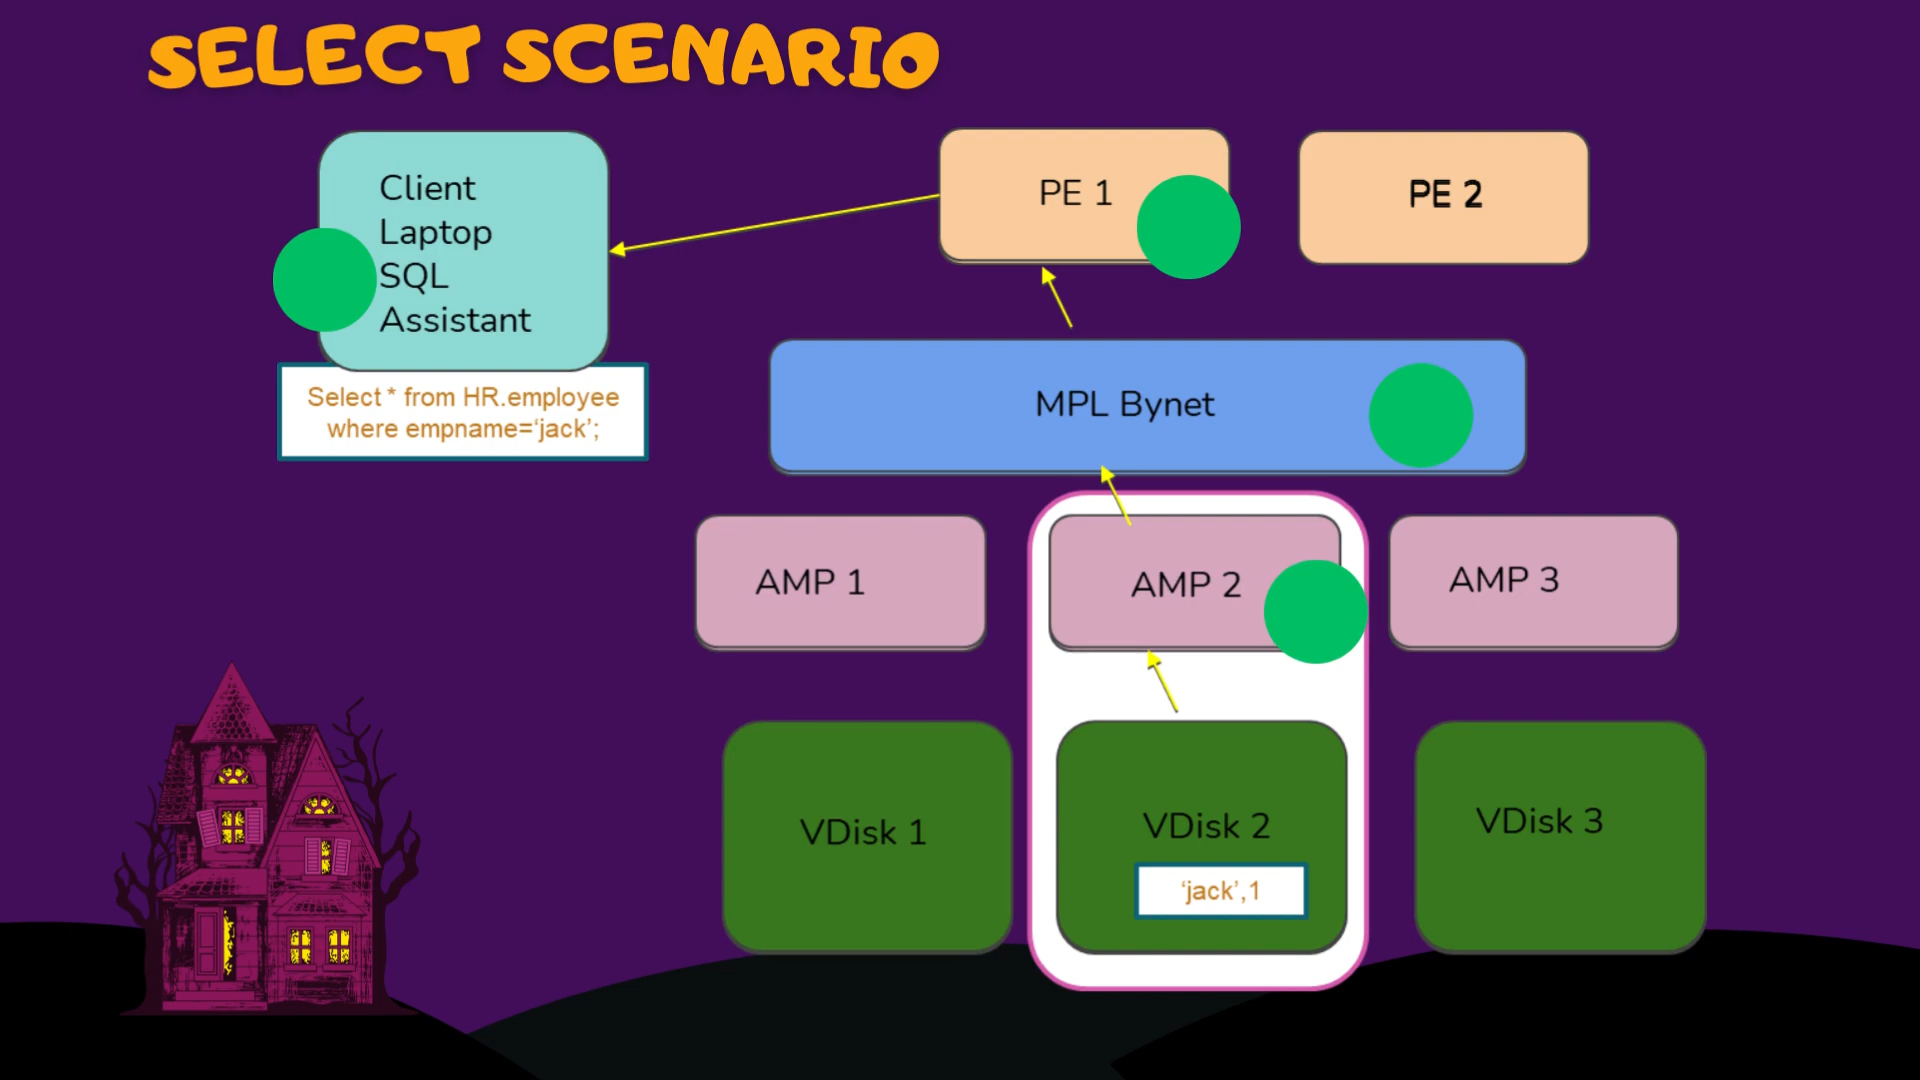 SELECT SCENARIO
Client
Laptop
SQL
Assistant
Select * from HR.employee
where empname=‘jack’;
PE 1
PE 2
MPL Bynet
AMP 1
AMP 2
AMP 3
VDisk 1
VDisk 2
VDisk 3
‘jack’,1